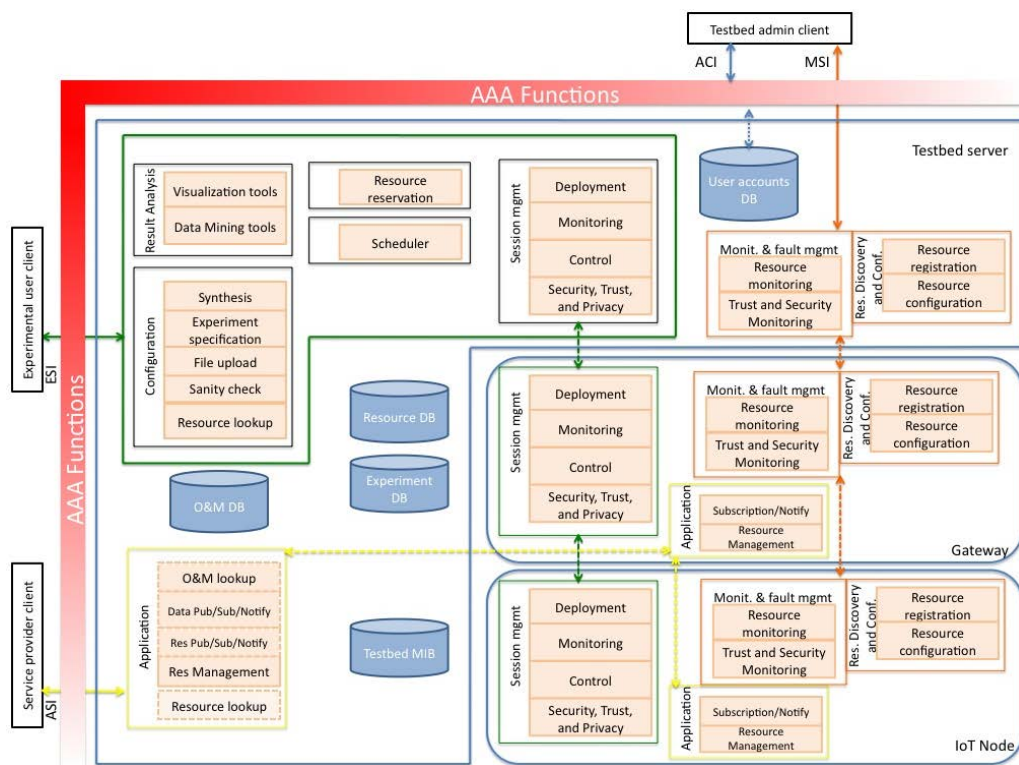 Testbed admin client
ACI
MSI
AAA Functions
Testbed server
User accounts
DB
Result Analysis
Visualization tools
Data Mining tools
Resource
reservation
Scheduler
Session mgmt
Deployment
Monitoring
Control
Security, Trust,
and Privacy
Monit. & fault mgmt
Resource
monitoring
Trust and Security
Monitoring
Res. Discovery
and Conf.
Resource
registration
Resource
configuration
Experimental user client
ESI
AAA Functions
Configuration
Synthesis
Experiment
specification
File upload
Sanity check
Resource lookup
Resource DB
Experiment
DB
O&M DB
Testbed MIB
Session mgmt
Deployment
Monitoring
Control
Security, Trust,
and Privacy
Monit. & fault mgmt
Resource
monitoring
Trust and Security
Monitoring
Res. Discovery
and Conf.
Resource
registration
Resource
configuration
Application
Subscription/Notify
Resource
Management
Gateway
Service provider client
ASI
Application
O&M lookup
Data Pub/Sub/Notify
Res Pub/Sub/Notify
Res Management
Resource lookup
Session mgmt
Deployment
Monitoring
Control
Security, Trust,
and Privacy
Monit. & fault mgmt
Resource
monitoring
Trust and Security
Monitoring
Res. Discovery
and Conf.
Resource
registration
Resource
configuration
Application
Subscription/Notify
Resource
Management
IoT Node